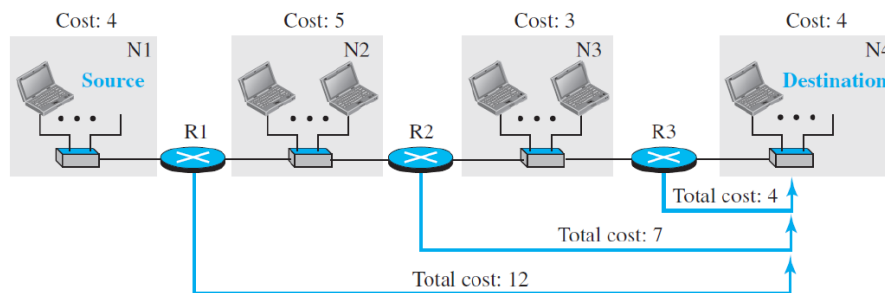 Cost: 4 Cost: 5 Cost: 3 Cost: 4
N1 N2 N3 N4
Source Destination
R1 R2 R3
Total cost: 4
Total cost: 7
Total cost: 12